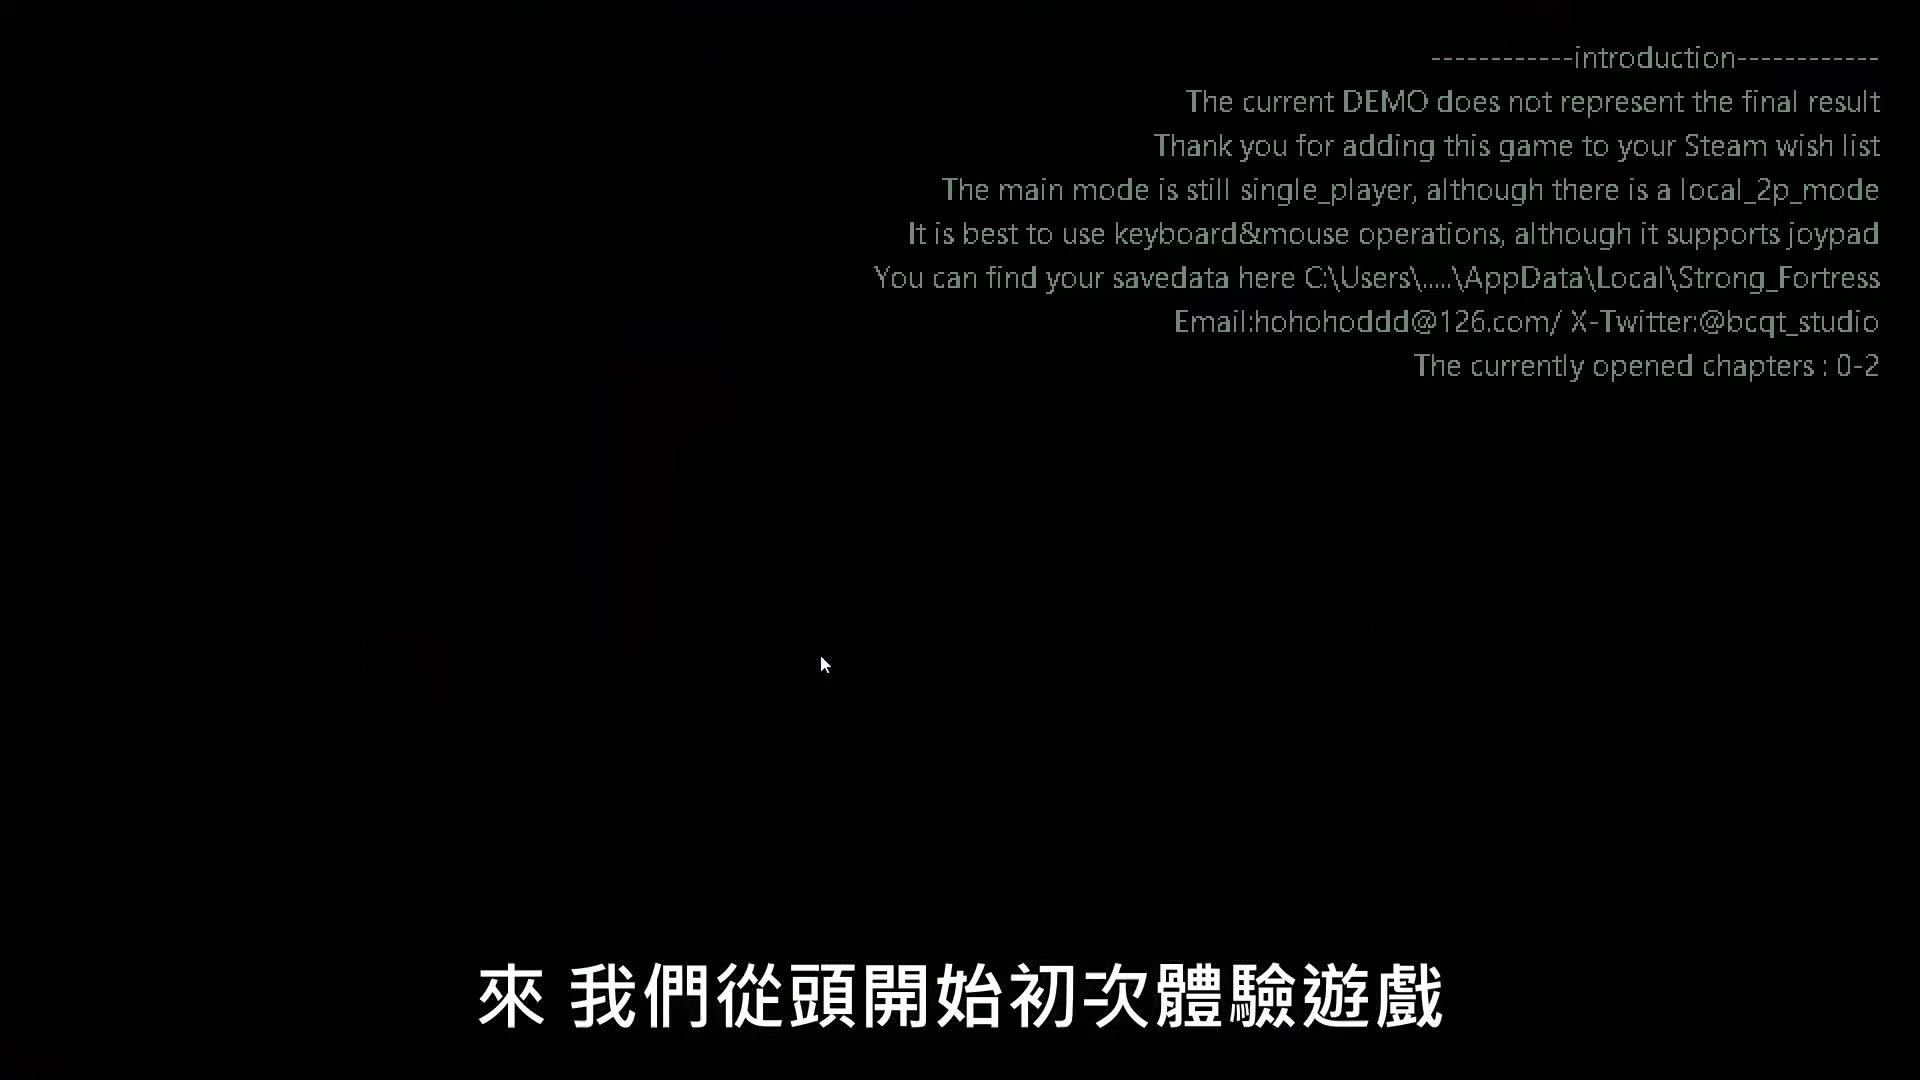 ------------introduction------------
The current DEMO does not represent the final result
Thank you for adding this game to your Steam wish list
The main mode is still single_player, although there is a local_2p_mode
It is best to use keyboard&mouse operations, although it supports joypad
You can find your savedata here C:\Users\.....\AppData\Local\Strong_Fortress
Email:hohohoddd@126.com/ X-Twitter:@bcqt_studio
The currently opened chapters : 0-2
來 我們從頭開始初次體驗遊戲